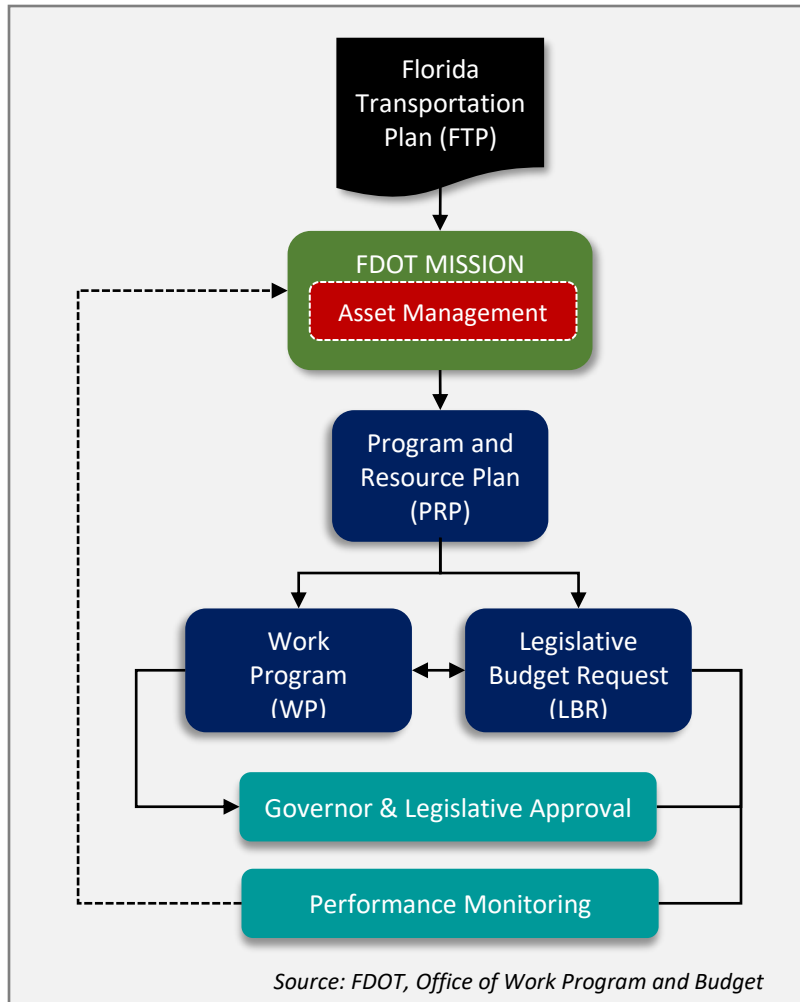 Florida
Transportation
Plan (FTP)
FDOT MISSION
Asset Management
Program and
Resource Plan
(PRP)
Work
Program
(WP)
Legislative
Budget Request
(LBR)
Governor & Legislative Approval
Performance Monitoring
Source: FDOT, Office of Work Program and Budget